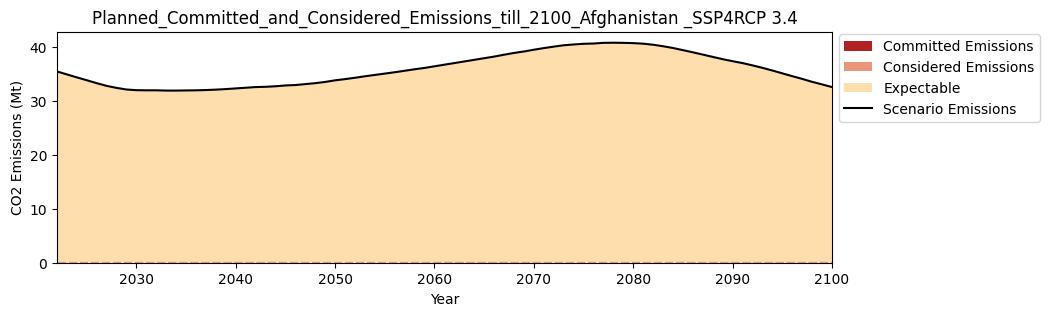 Planned_Committed_and_Considered_Emissions_till_2100_Afghanistan _SSP4RCP 3.4
40
30
20
10
0
CO2 Emissions (Mt)
2030 2040 2050 2060 2070 2080 2090 2100
Year
Committed Emissions
Considered Emissions
Expectable
Scenario Emissions